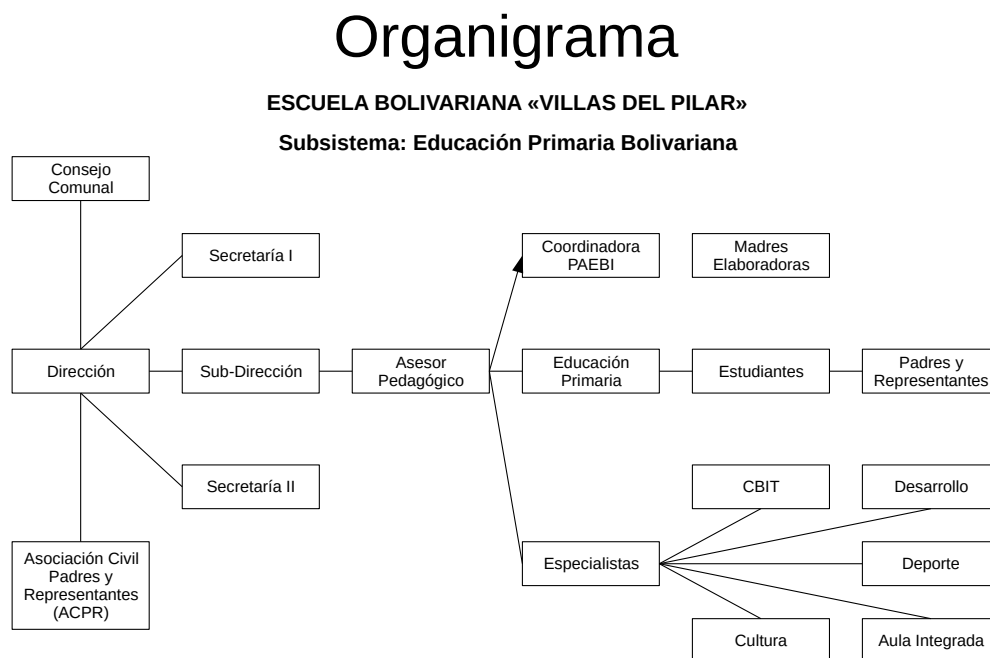 Organigrama
ESCUELA BOLIVARIANA «VILLAS DEL PILAR»
Subsistema: Educación Primaria Bolivariana
Consejo
Comunal
Secretaría I
Coordinadora
PAEBI
Madres
Elaboradoras
Dirección
Sub-Dirección
Asesor
Pedagógico
Educación
Primaria
Estudiantes
Padres y
Representantes
Secretaría II
CBIT
Desarrollo
Asociación Civil
Padres y
Representantes
(ACPR)
Especialistas
Deporte
Cultura
Aula Integrada